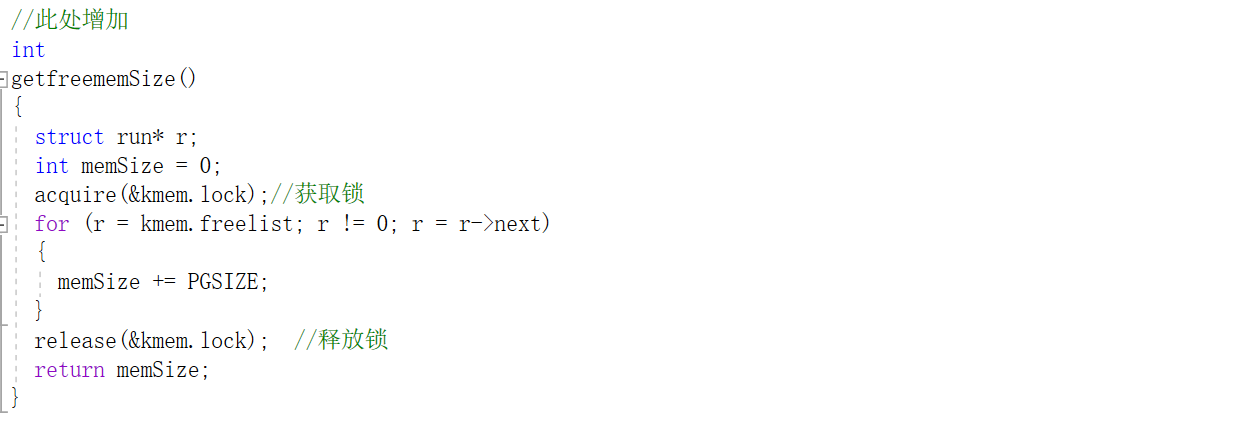 //此处增加
int
getfreememSize()
{
struct run* r;
int memSize = 0;
acquire(&kmem.lock);//获取锁
for (r = kmem.freelist; r != 0; r = r->next)
{
memSize += PGSIZE;
}
release(&kmem.lock);  //释放锁
return memSize;
}